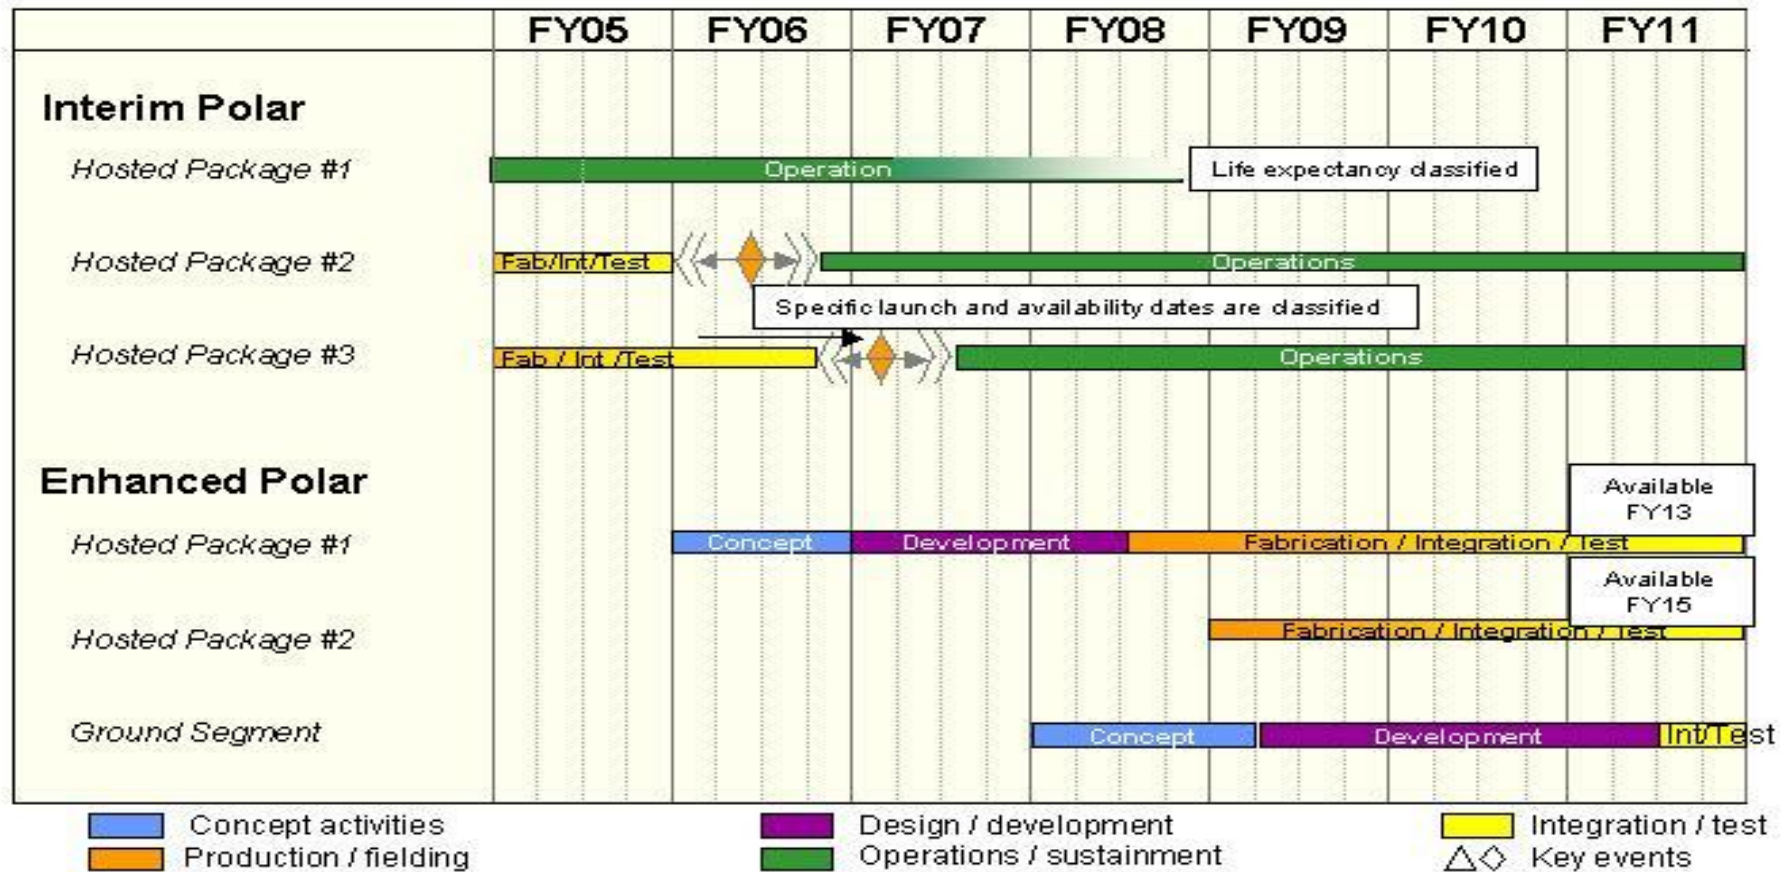 FY05 FY06 FY07 FY08 FY09 FY10 FY11
Interim Polar
Hosted Package #1
Operation
Life expectancy classified
Hosted Package #2
Fab/Int/Test
Operations
Specific launch and availability dates are classified
Hosted Package #3
Fab / Int /Test
Operations
Enhanced Polar
Available
FY13
Hosted Package #1
Concept
Development
Fabrication / Integration / Test
Available
FY15
Hosted Package #2
Fabrication / Integration / Test
Ground Segment
Concept
Development
Int/Test
Concept activities
Design / development
Integration / test
Production / fielding
Operations / sustainment
Key events